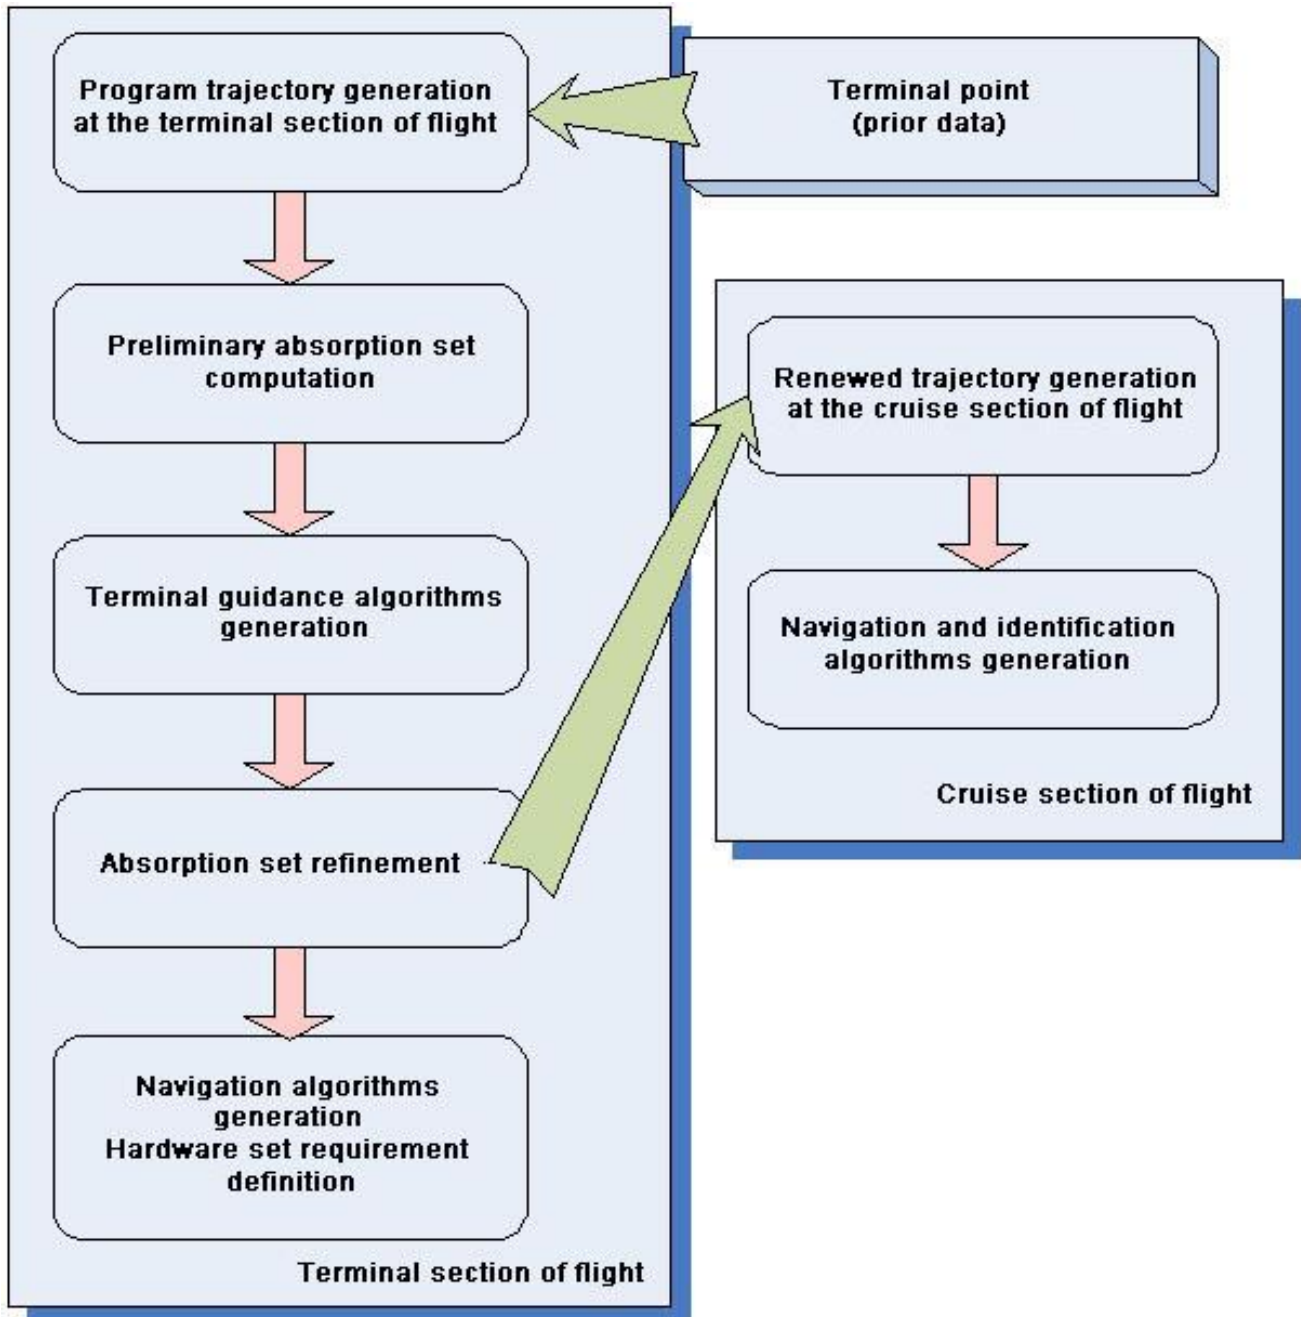 Program trajectory generation
at the terminal section of flight
Terminal point
(prior data)
Preliminary absorption set
computation
Terminal guidance algorithms
generation
Absorption set refinement
Navigation algorithms
generation
Hardware set requirement
definition
Terminal section of flight
Renewed trajectory generation
at the cruise section of flight
Navigation and identification
algorithms generation
Cruise section of flight